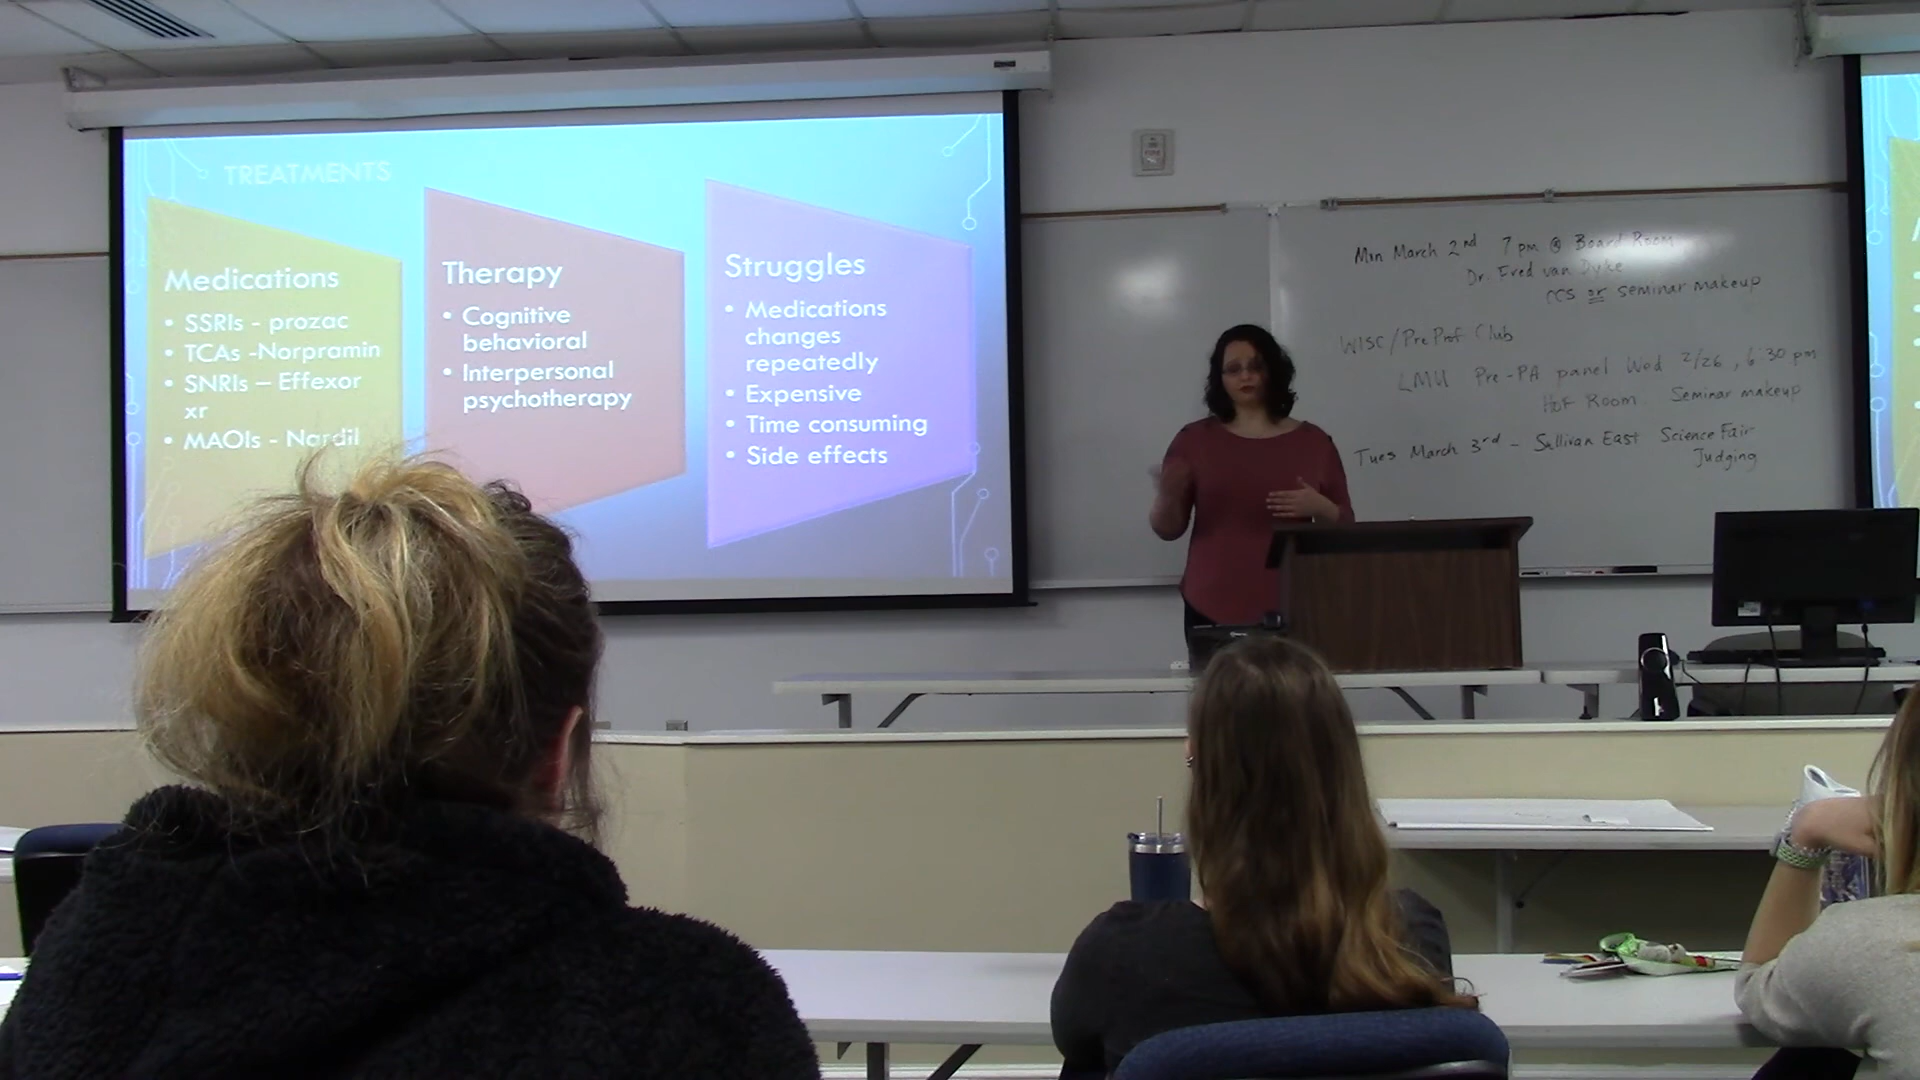 TREATMENTS
Medications
• SSRIs - prozac
• TCAs -Norpramin
• SNRIs – Effexor
xr
• MAOIs - Nardil
Therapy
• Cognitive
behavioral
• Interpersonal
psychotherapy
Struggles
• Medications
changes
repeatedly
• Expensive
• Time consuming
• Side effects
Mon March 2nd 7 pm @ Board Room
Dr. Fred van Dyke
CCS or seminar makeup
WISC/PreProf Club
LMU Pre-PA panel Wed 2/26, 6:30 pm
HOF Room Seminar makeup
Tues March 3rd - Sullivan East Science Fair
Judging